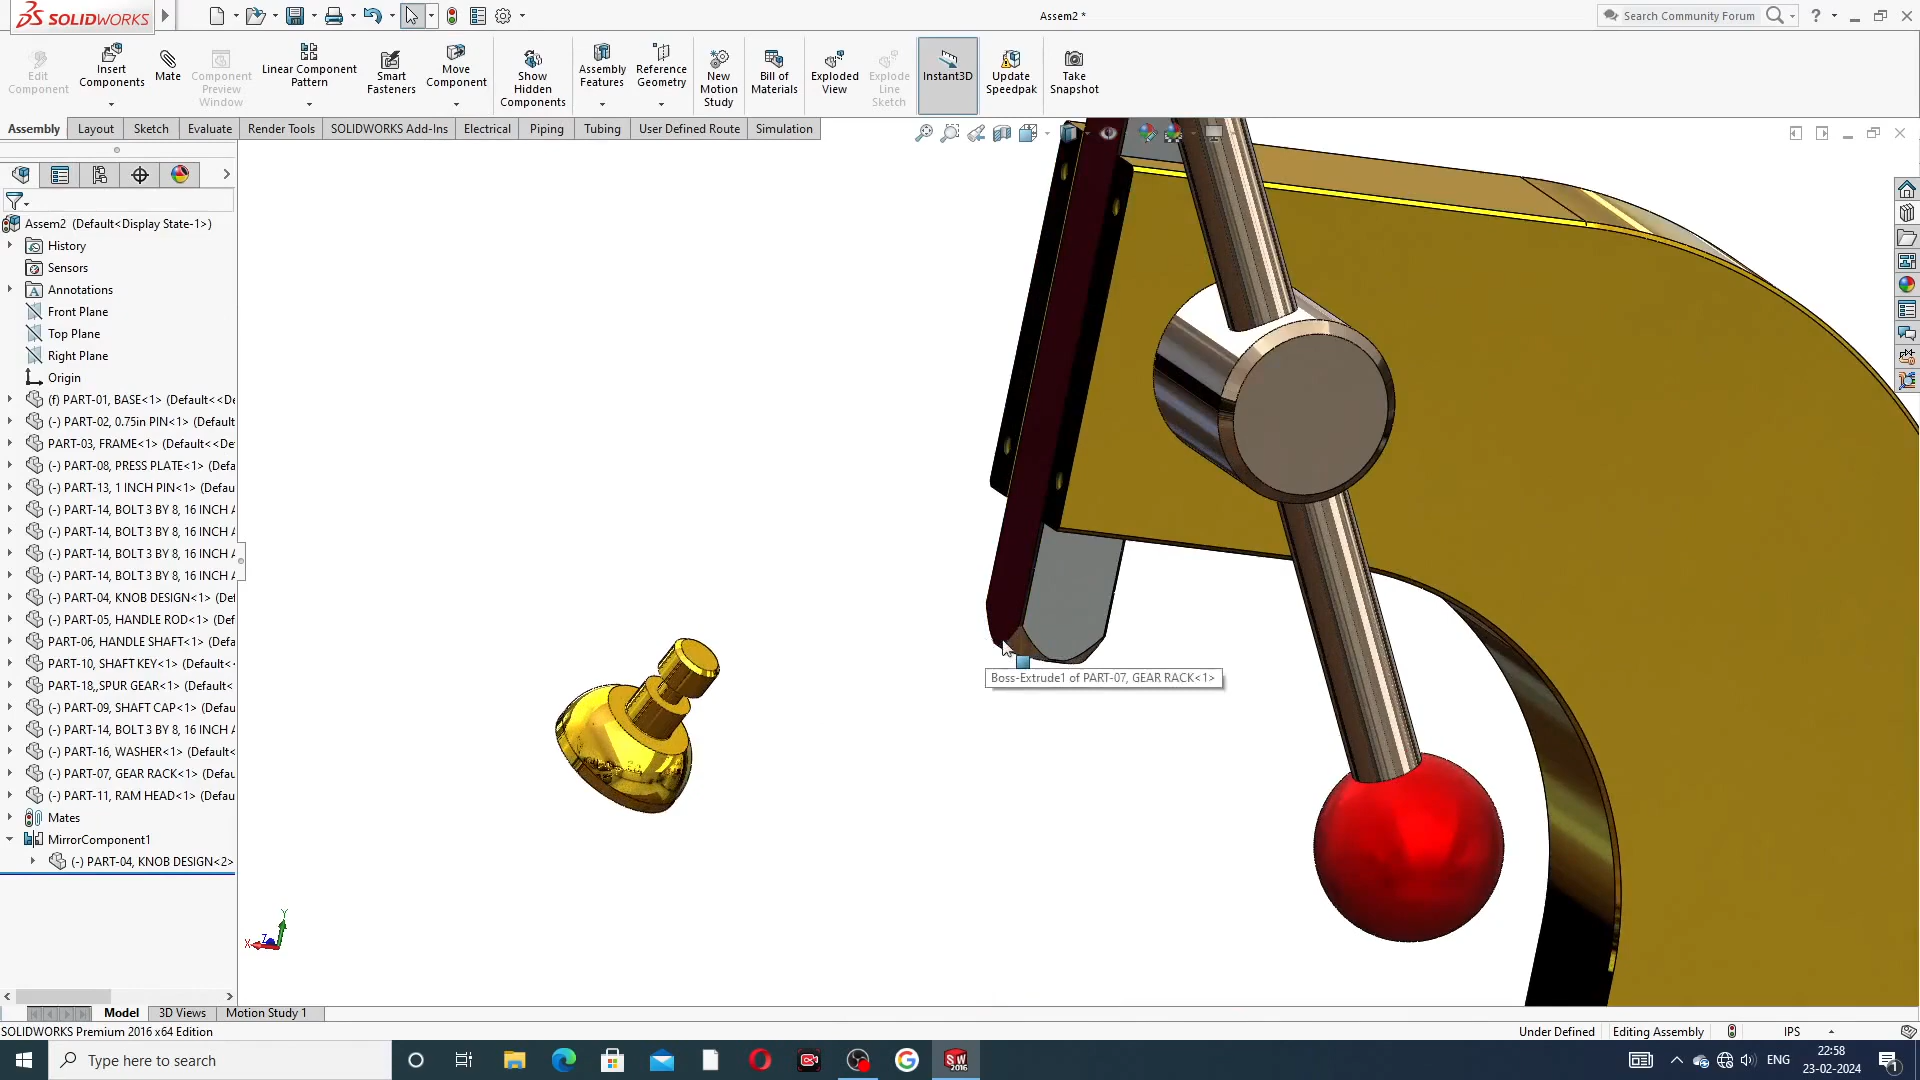 SOLIDWORKS
Assem2 *
Search Community Forum
Edit Component
Insert Components
Mate
Component Preview Window
Linear Component Pattern
Smart Fasteners
Move Component
Show Hidden Components
Assembly Features
Reference Geometry
New Motion Study
Bill of Materials
Exploded View
Explode Line Sketch
Instant3D
Update Speedpak
Take Snapshot
Assembly
Layout
Sketch
Evaluate
Render Tools
SOLIDWORKS Add-Ins
Electrical
Piping
Tubing
User Defined Route
Simulation
Assem2 (Default<Display State-1>)
History
Sensors
Annotations
Front Plane
Top Plane
Right Plane
Origin
(f) PART-01, BASE<1> (Default<<De
(-) PART-02, 0.75in PIN<1> (Default
PART-03, FRAME<1> (Default<<De
(-) PART-08, PRESS PLATE<1> (Defa
(-) PART-13, 1 INCH PIN<1> (Defau
(-) PART-14, BOLT 3 BY 8, 16 INCH A
(-) PART-14, BOLT 3 BY 8, 16 INCH A
(-) PART-14, BOLT 3 BY 8, 16 INCH A
(-) PART-14, BOLT 3 BY 8, 16 INCH A
(-) PART-04, KNOB DESIGN<1> (Def
(-) PART-05, HANDLE ROD<1> (Defa
PART-06, HANDLE SHAFT<1> (Defa
(-) PART-10, SHAFT KEY<1> (Default<
PART-18,,SPUR GEAR<1> (Default<
(-) PART-09, SHAFT CAP<1> (Default<
(-) PART-14, BOLT 3 BY 8, 16 INCH A
(-) PART-16, WASHER<1> (Default<
(-) PART-07, GEAR RACK<1> (Defau
(-) PART-11, RAM HEAD<1> (Defau
Mates
MirrorComponent1
(-) PART-04, KNOB DESIGN<2>
Boss-Extrude1 of PART-07, GEAR RACK<1>
Y
X
Z
Model
3D Views
Motion Study 1
SOLIDWORKS Premium 2016 x64 Edition
Under Defined
Editing Assembly
IPS
Type here to search
SW
2016
ENG
22:58
23-02-2024
1